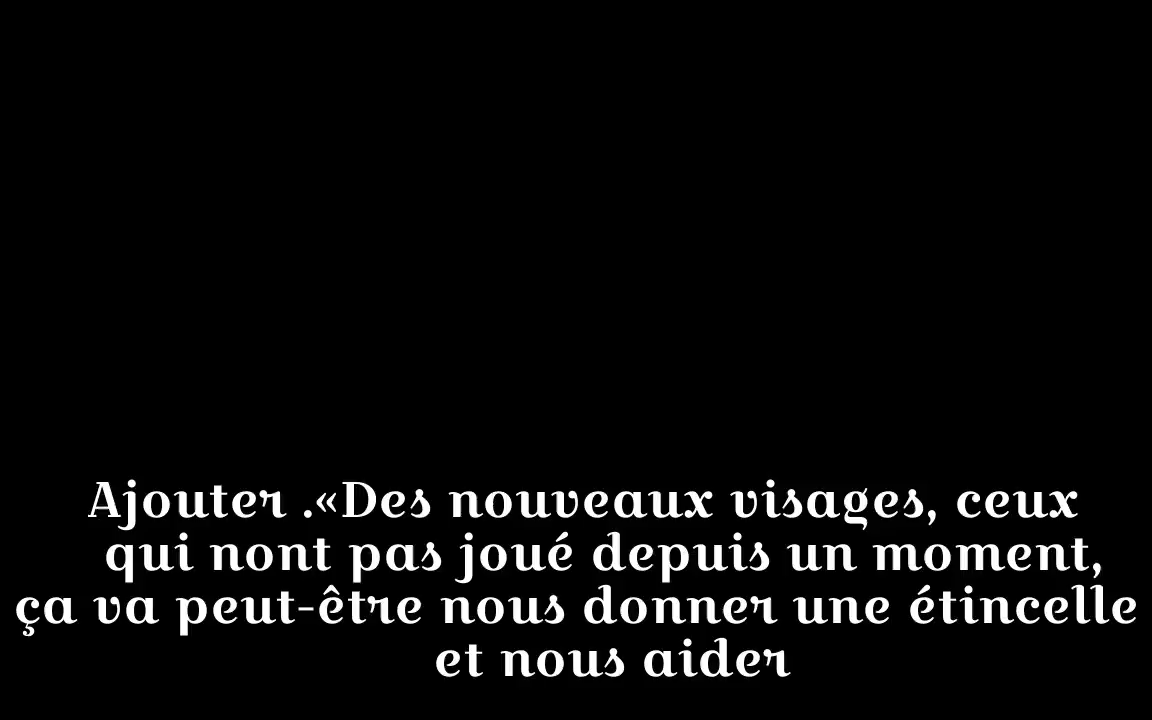 Ajouter .«Des nouveaux visages, ceux
qui nont pas joué depuis un moment,
ça va peut-être nous donner une étincelle
et nous aider